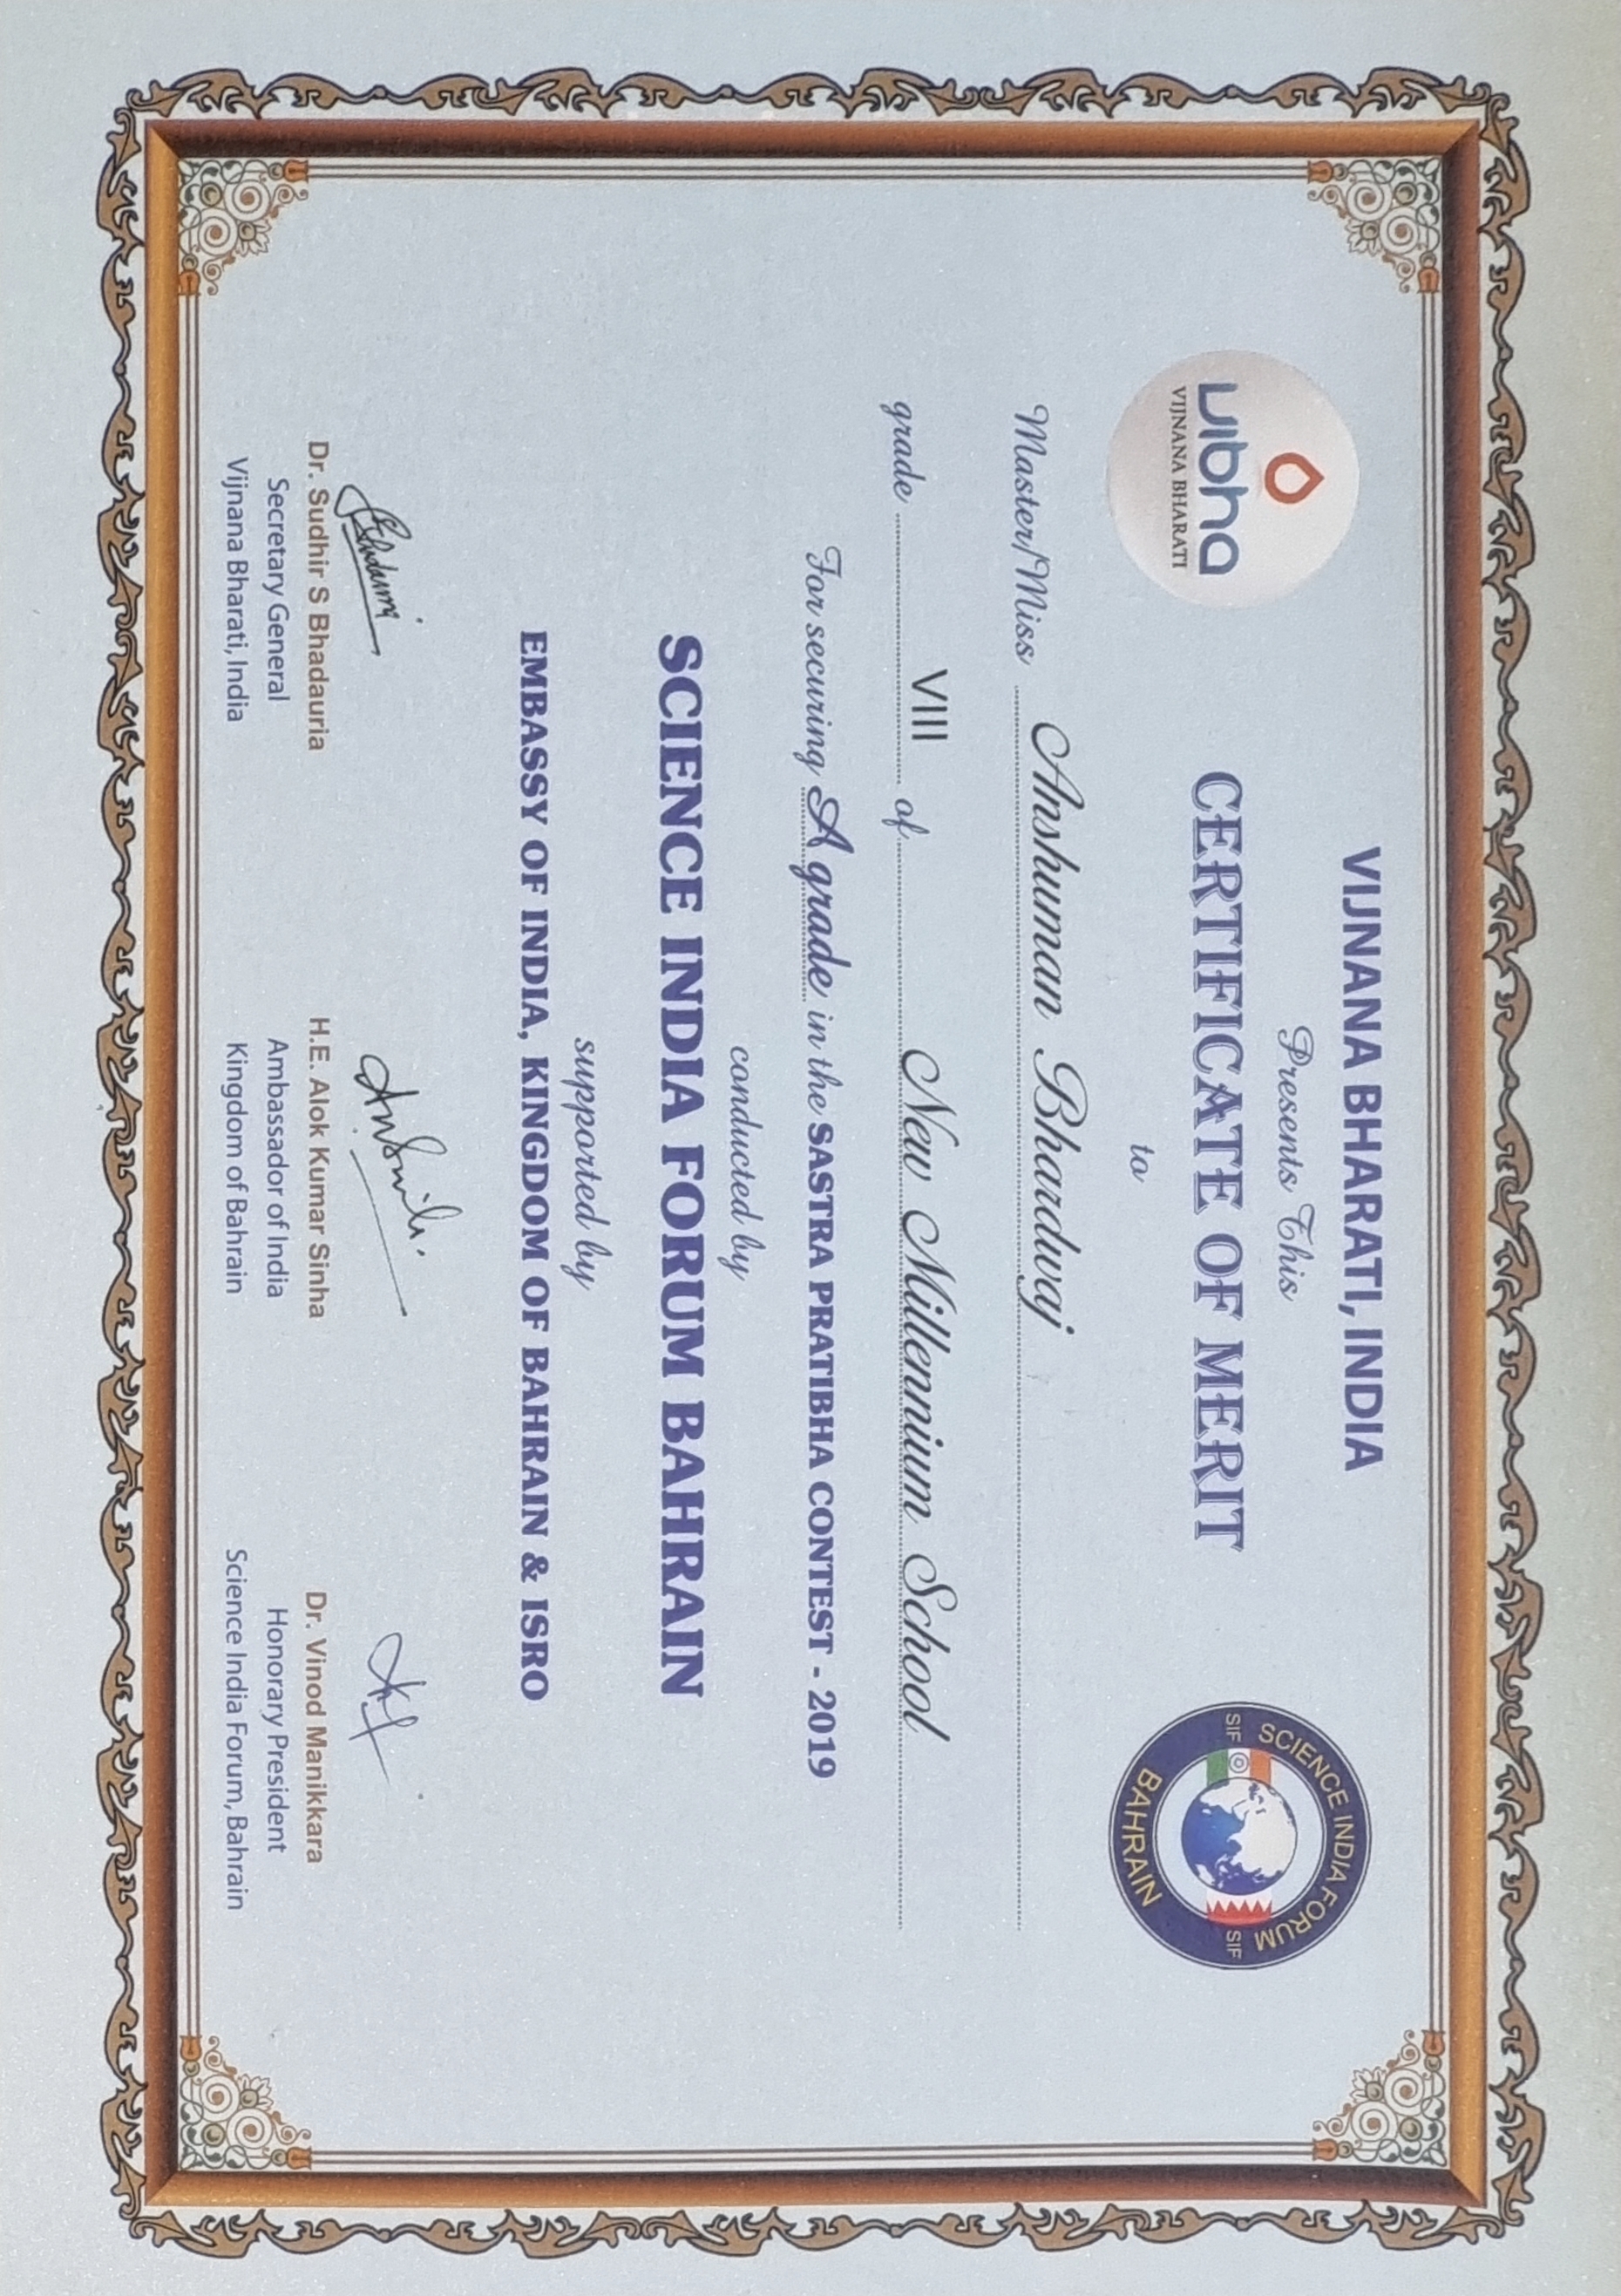 VIJNANA BHARATI, INDIA
Presents This
CERTIFICATE OF MERIT
to
vibha
VIJNANA BHARATI
SCIENCE INDIA FORUM
SIF SIF
BAHRAIN
Master/Miss Anshuman Bhardwaj
grade VIII of New Millennium School
For securing A grade in the SASTRA PRATIBHA CONTEST - 2019
conducted by
SCIENCE INDIA FORUM BAHRAIN
supported by
EMBASSY OF INDIA, KINGDOM OF BAHRAIN & ISRO
Dr. Sudhir S Bhadauria
Secretary General
Vijnana Bharati, India
H.E. Alok Kumar Sinha
Ambassador of India
Kingdom of Bahrain
Dr. Vinod Manikkara
Honorary President
Science India Forum, Bahrain